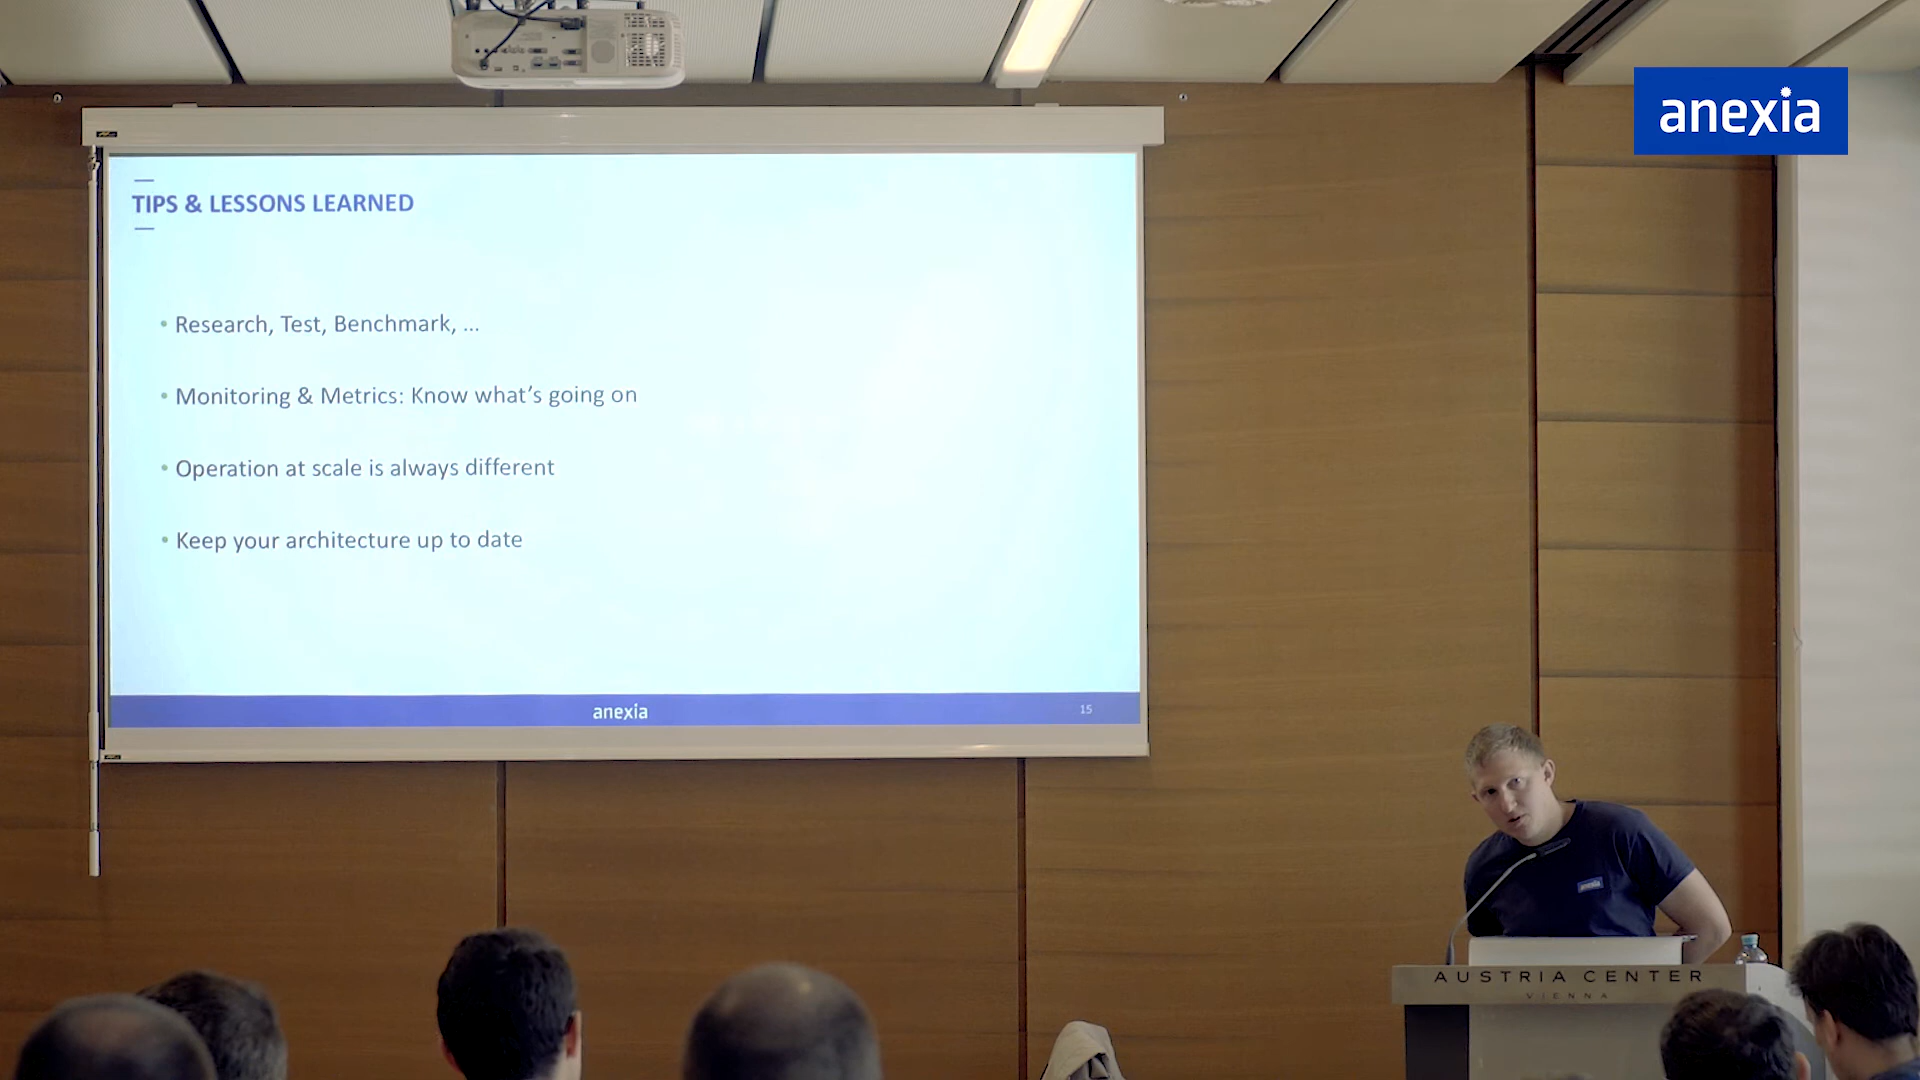 anexia
TIPS & LESSONS LEARNED
• Research, Test, Benchmark, ...
• Monitoring & Metrics: Know what's going on
• Operation at scale is always different
• Keep your architecture up to date
anexia
15
anexia
AUSTRIA CENTER
VIENNA